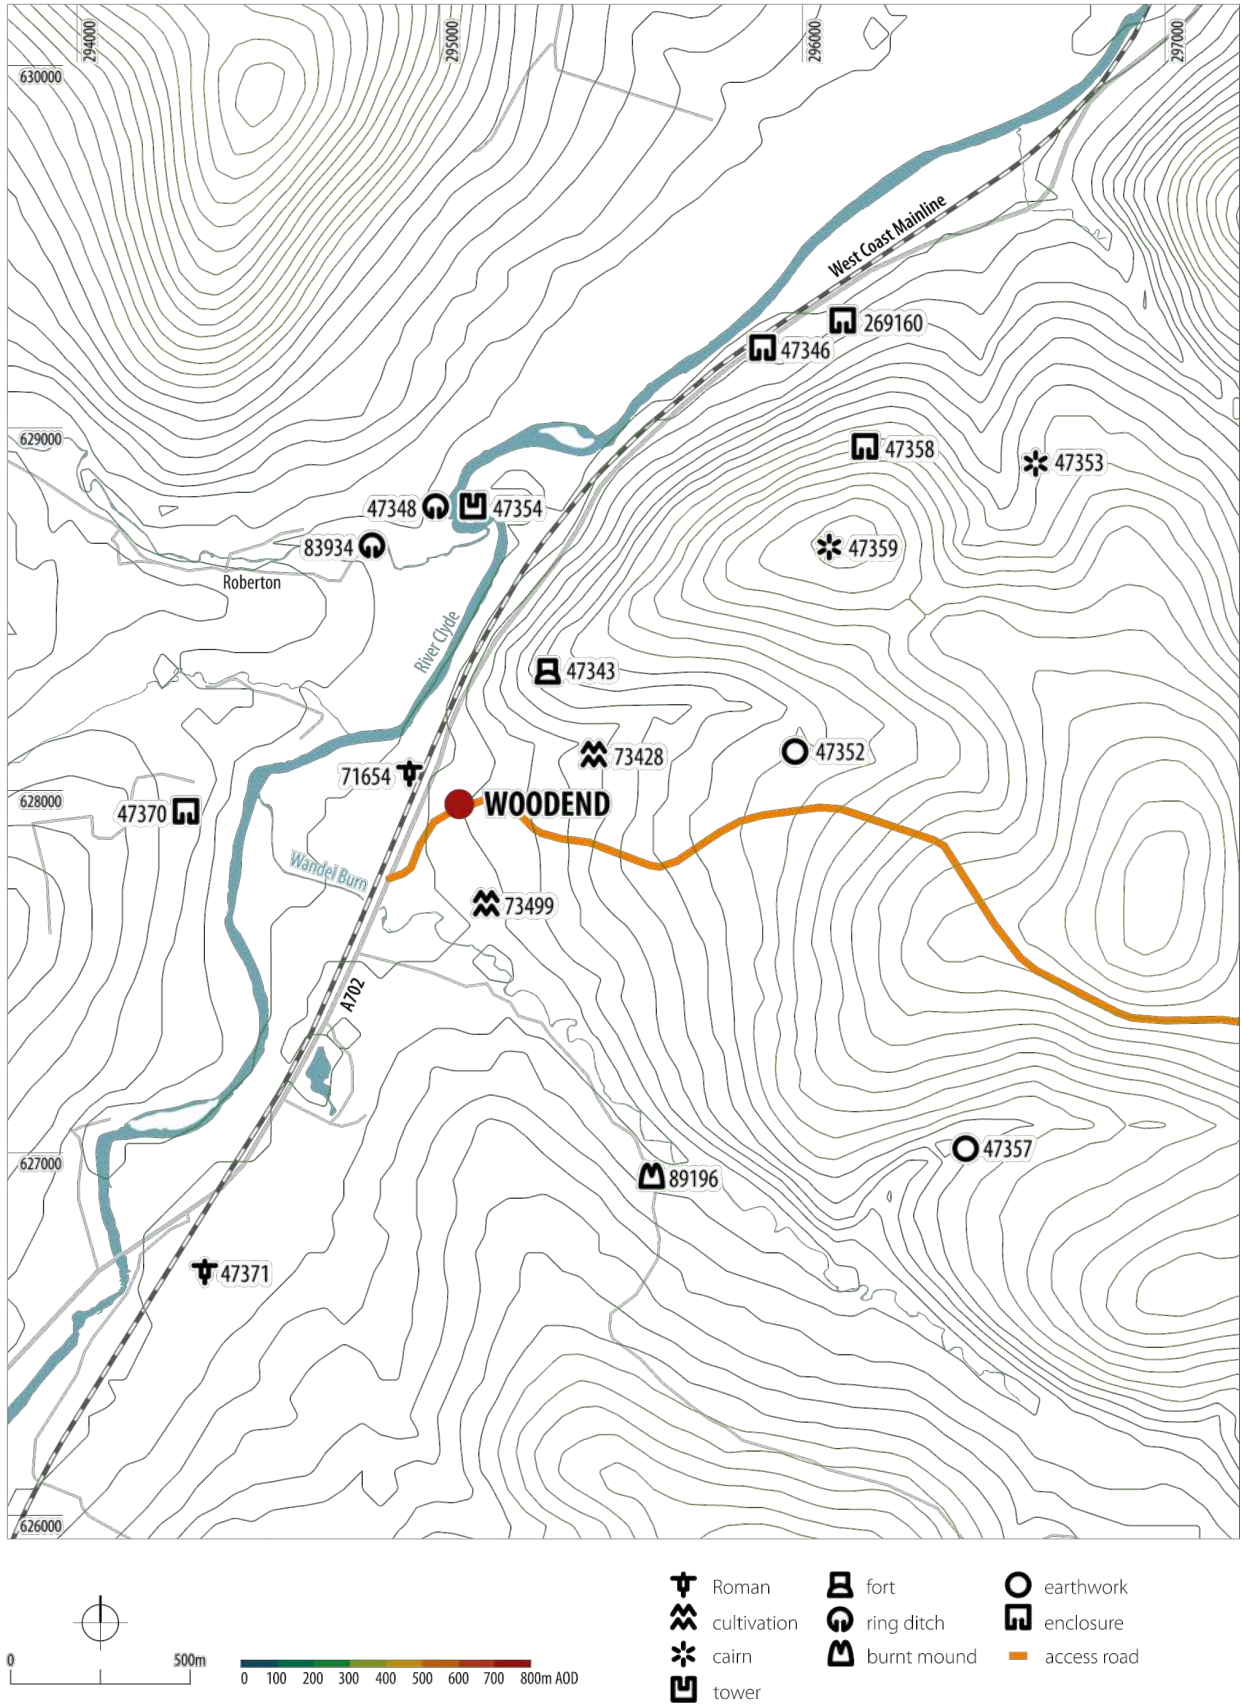 294000
295000
296000
297000
630000
West Coast Mainline
269160
47346
629000
47358
47353
47348
47354
83934
47359
Roberton
River Clyde
47343
73428
47352
71654
628000
47370
WOODEND
Wandel Burn
73499
A702
627000
47357
89196
47371
626000
Roman
fort
earthwork
cultivation
ring ditch
enclosure
cairn
burnt mound
access road
tower
0 500m
0 100 200 300 400 500 600 700 800m AOD